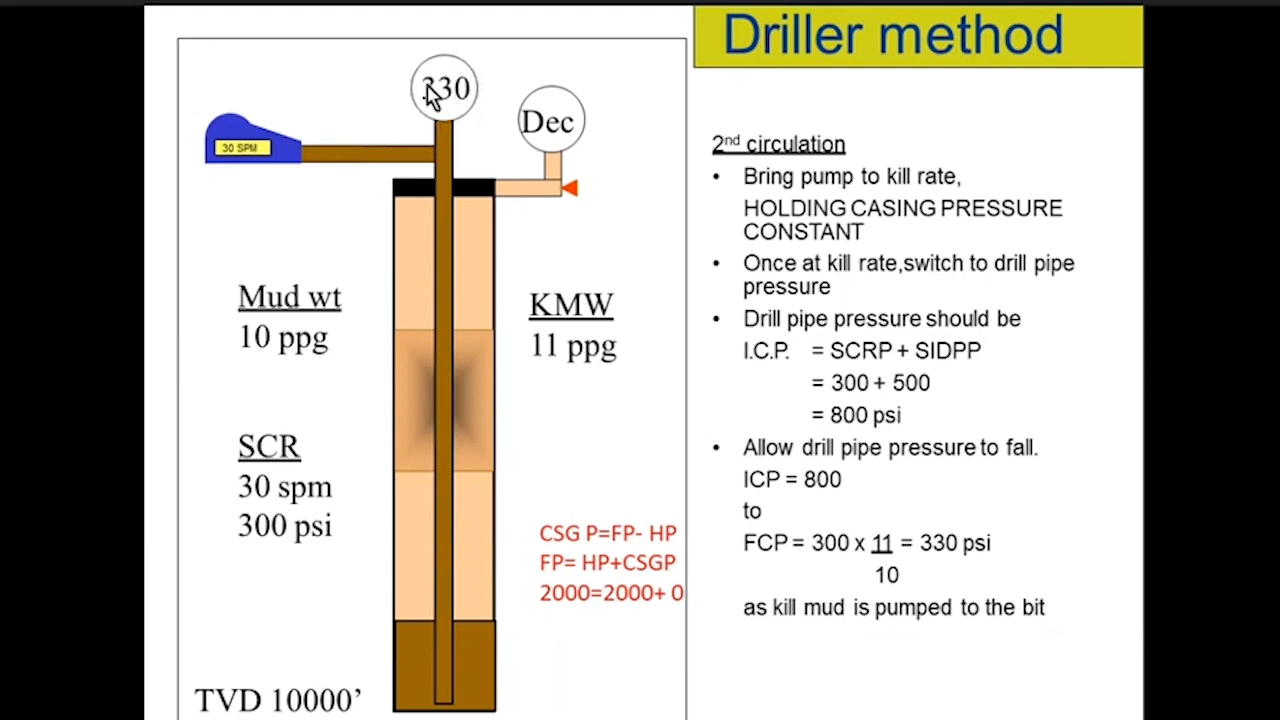 Driller method
330
Dec
30 SPM
Mud wt
10 ppg
KMW
11 ppg
SCR
30 spm
300 psi
CSG P=FP- HP
FP= HP+CSGP
2000=2000+ 0
TVD 10000’
2nd circulation
• Bring pump to kill rate,
HOLDING CASING PRESSURE
CONSTANT
• Once at kill rate,switch to drill pipe
pressure
• Drill pipe pressure should be
I.C.P. = SCRP + SIDPP
= 300 + 500
= 800 psi
• Allow drill pipe pressure to fall.
ICP = 800
to
FCP = 300 x 11 = 330 psi
10
as kill mud is pumped to the bit